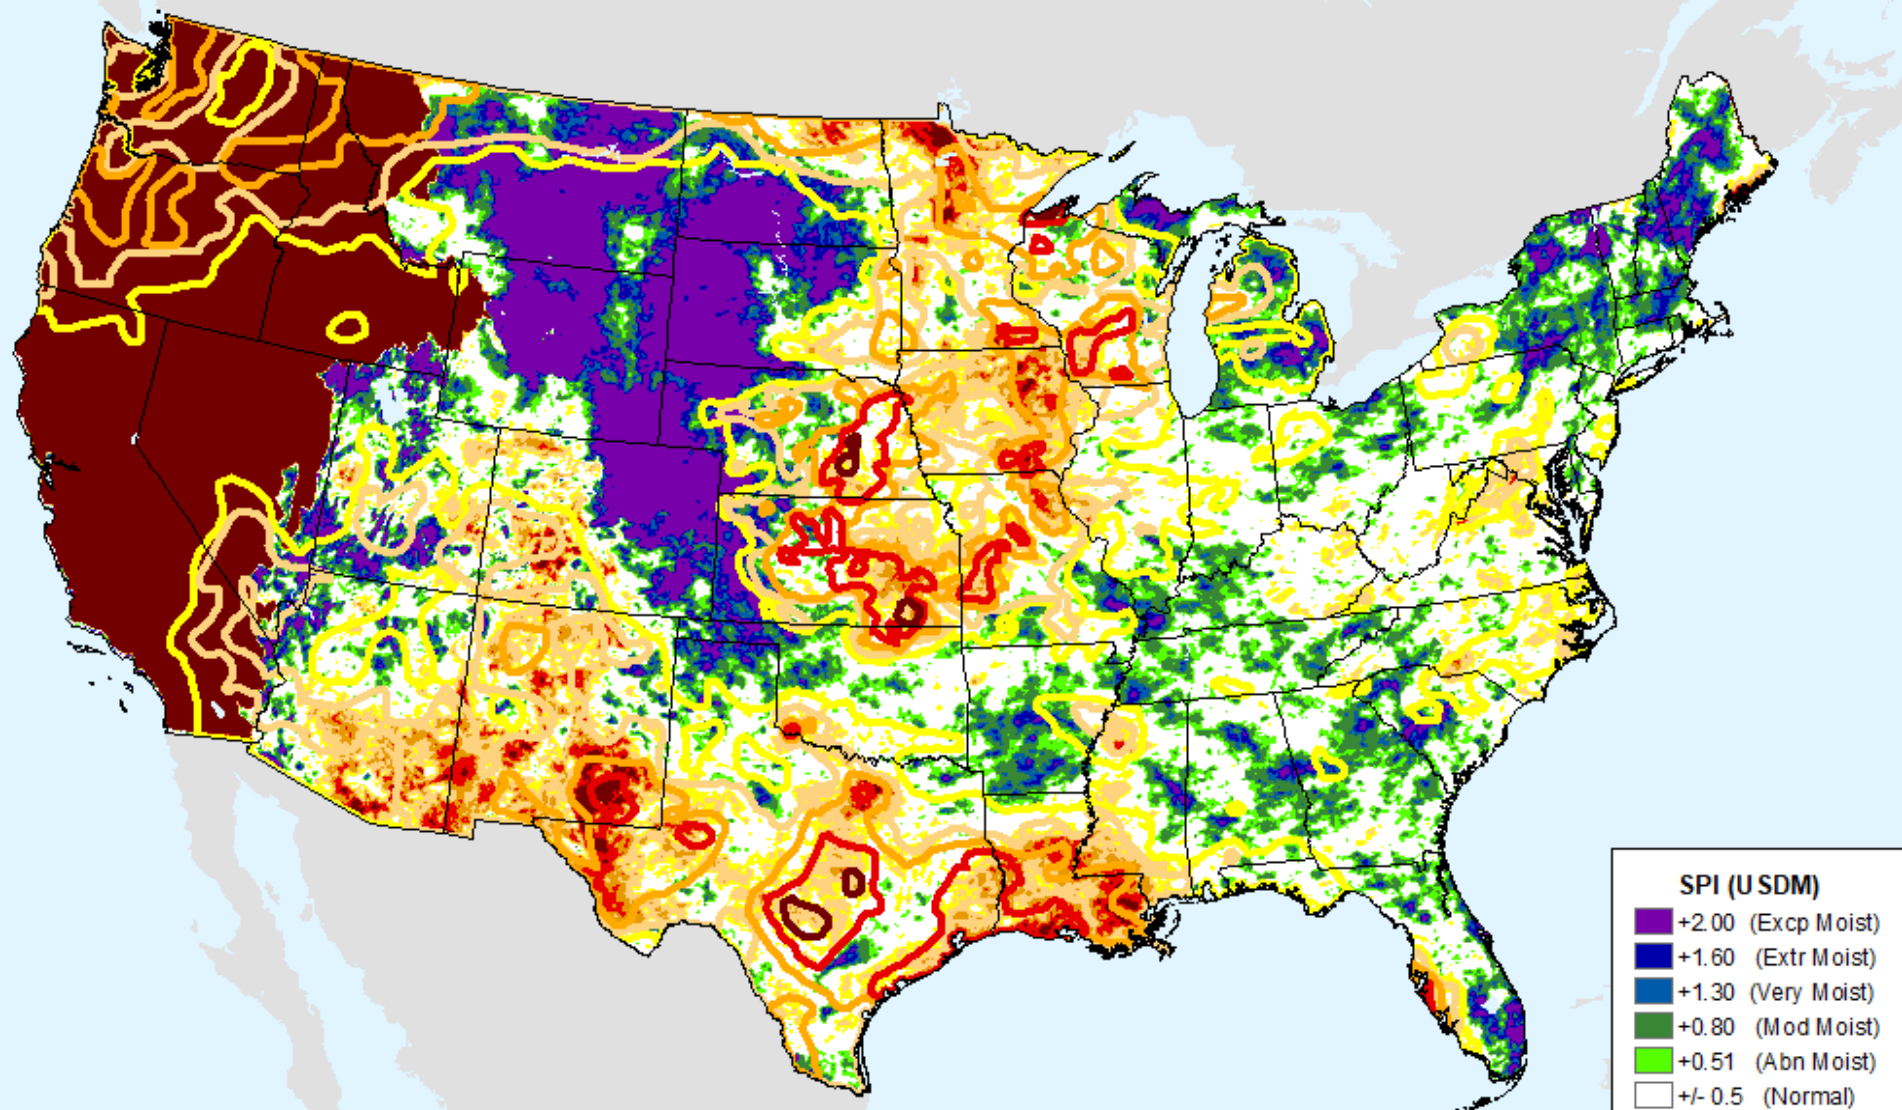 SPI (USDM)
+2.00 (Excp Moist)
+1.60 (Extr Moist)
+1.30 (Very Moist)
+0.80 (Mod Moist)
+0.51 (Abn Moist)
+/- 0.5 (Normal)